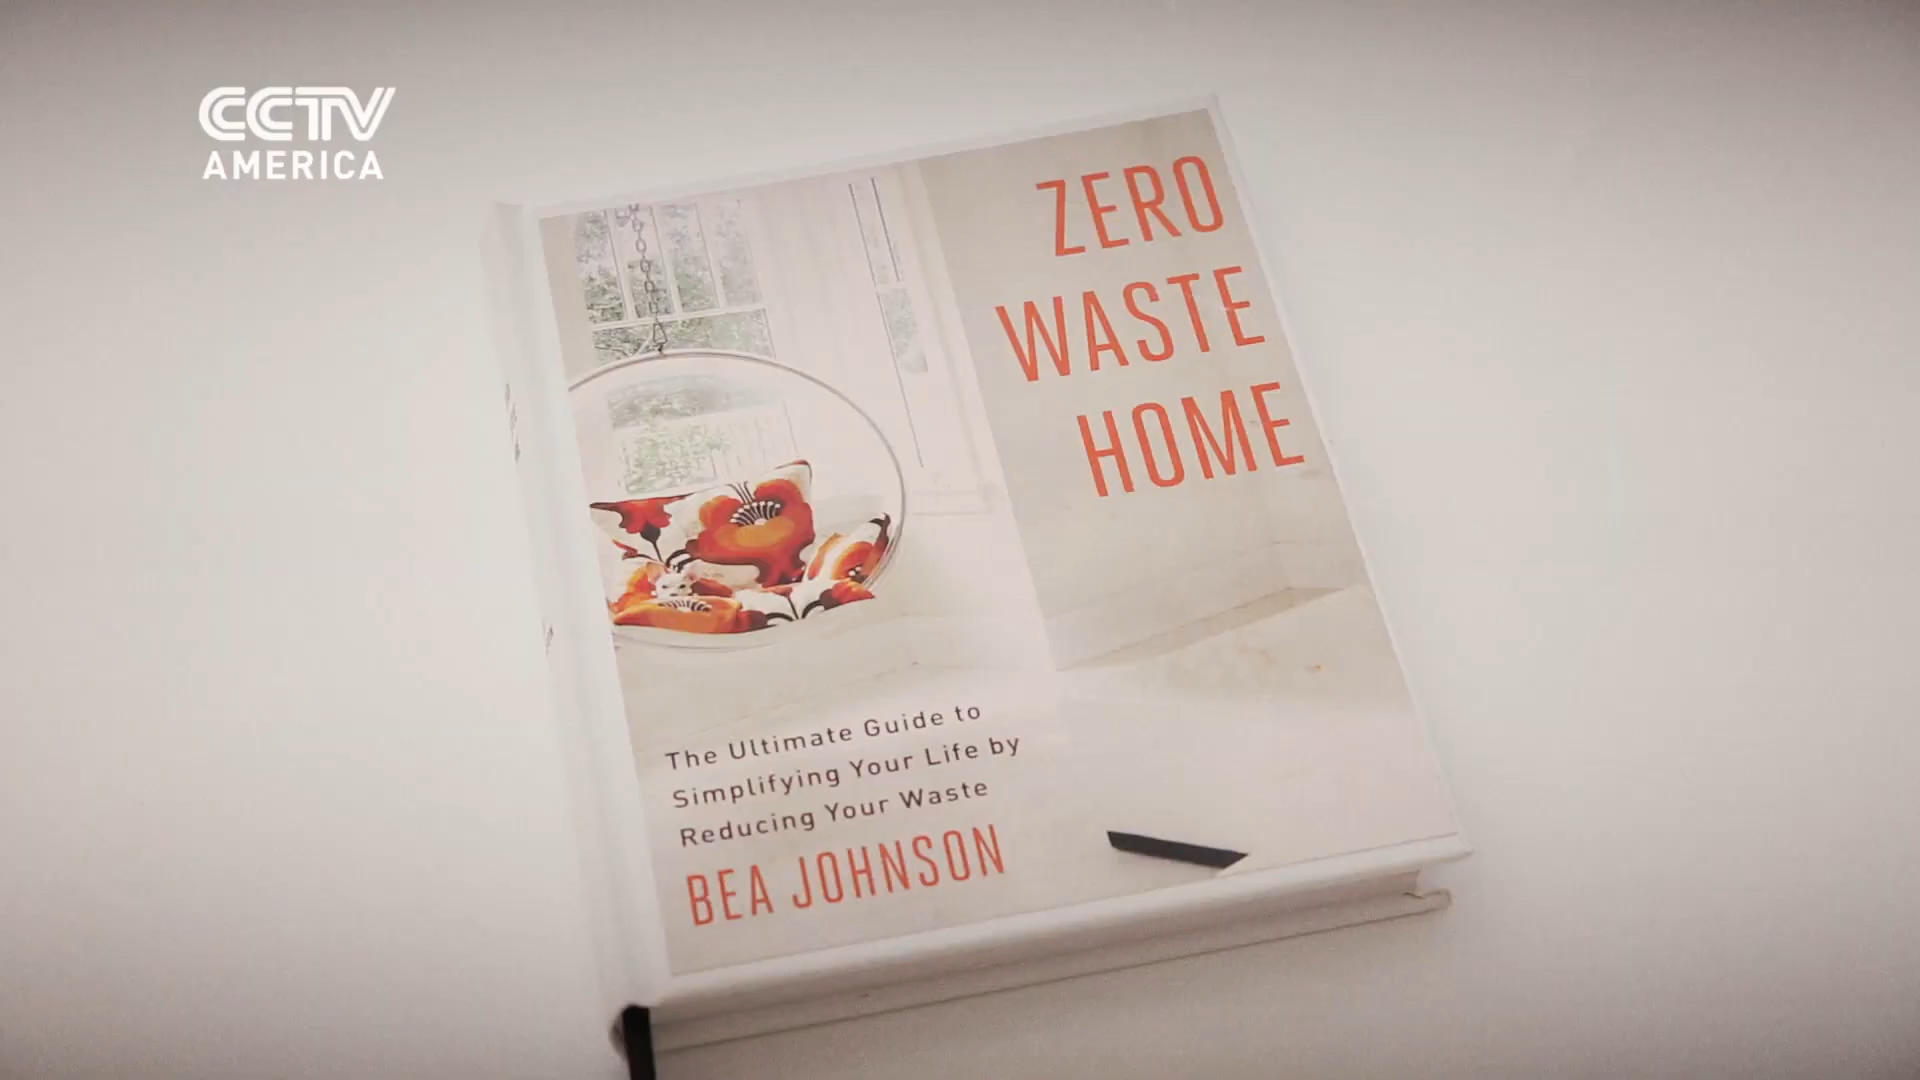 CCTV
AMERICA
ZERO
WASTE
HOME
The Ultimate Guide to
Simplifying Your Life by
Reducing Your Waste
BEA JOHNSON